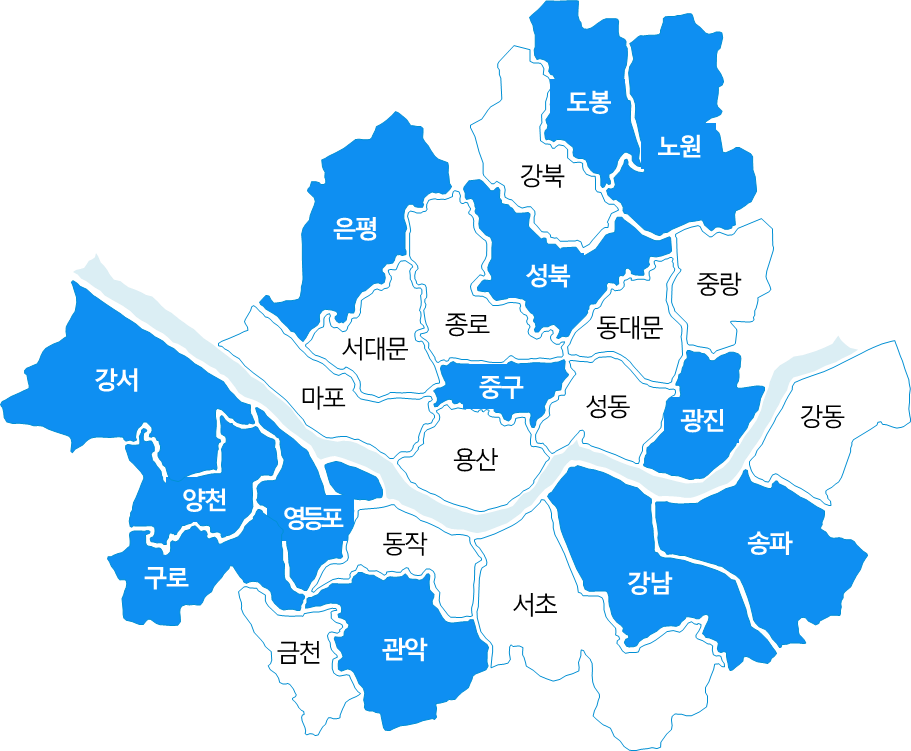 도봉
노원
강북
은평
성북
중랑
종로
동대문
서대문
강서
중구
마포
성동
광진
강동
용산
양천
영등포
동작
송파
구로
강남
서초
금천
관악